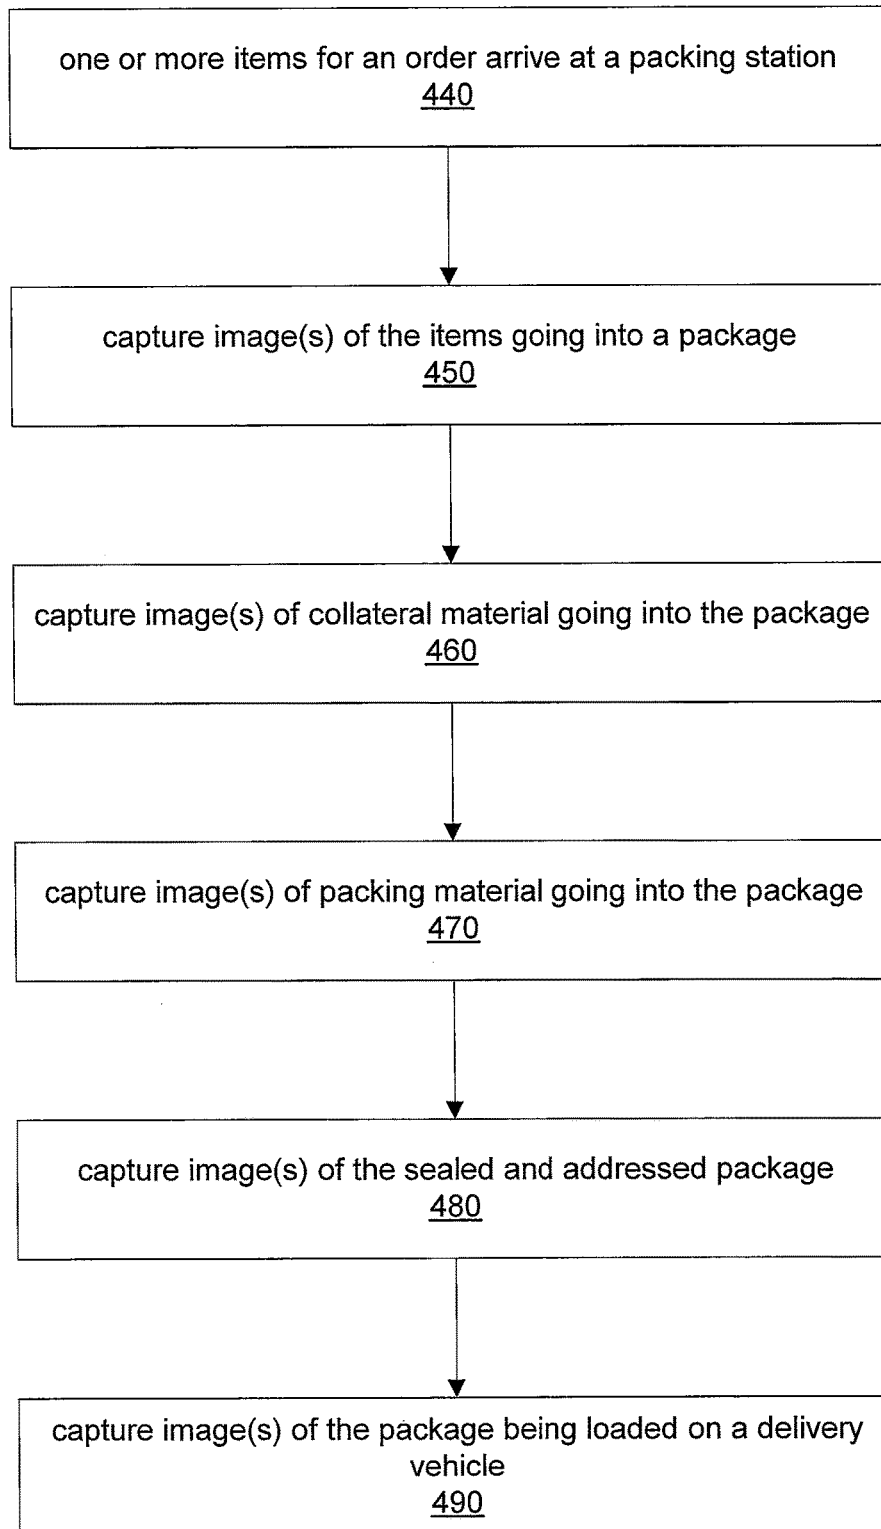 one or more items for an order arrive at a packing station
440
capture image(s) of the items going into a package
450
capture image(s) of collateral material going into the package
460
capture image(s) of packing material going into the package
470
capture image(s) of the sealed and addressed package
480
capture image(s) of the package being loaded on a delivery
vehicle
490